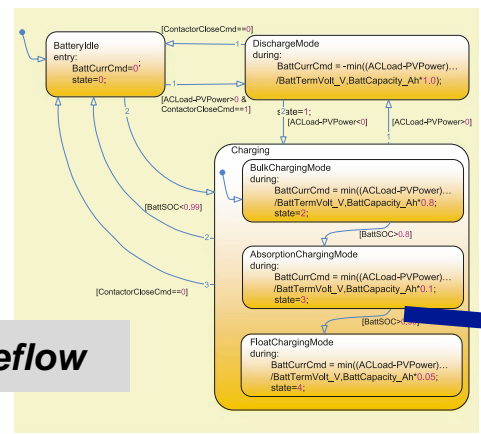 [ContactorCloseCmd==0]
BatteryIdle
entry:
BattCurrCmd=0;
state=0;
1
DischargeMode
during:
BattCurrCmd = -min((ACLoad-PVPower)...
/BattTermVolt_V,BattCapacity_Ah*1.0);
state=1;
1
[ACLoad-PVPower>0 &
ContactorCloseCmd==1]
2
2
[ACLoad-PVPower<0]
[ACLoad-PVPower>0]
1
Charging
BulkChargingMode
during:
BattCurrCmd = min((ACLoad-PVPower)...
/BattTermVolt_V,BattCapacity_Ah*0.8;
state=2;
[BattSOC<0.99]
2
[BattSOC>0.8]
AbsorptionChargingMode
during:
BattCurrCmd = min((ACLoad-PVPower)...
/BattTermVolt_V,BattCapacity_Ah*0.1;
state=3;
3
[ContactorCloseCmd==0]
[BattSOC>
FloatChargingMode
during:
BattCurrCmd = min((ACLoad-PVPower)...
/BattTermVolt_V,BattCapacity_Ah*0.05;
state=4;
eflow